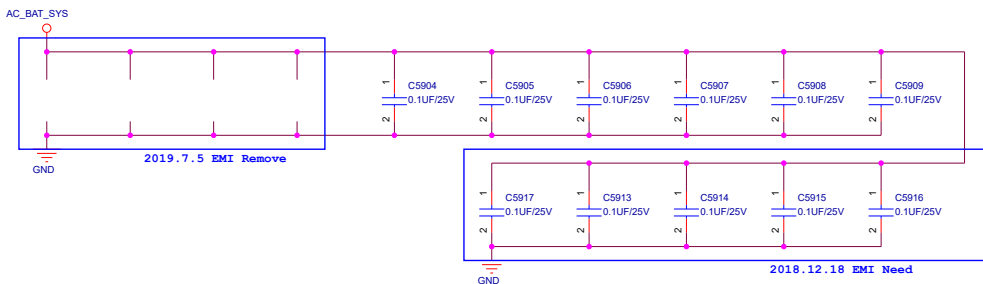 AC_BAT_SYS
1 1 1 1 1 1
C5904 C5905 C5906 C5907 C5908 C5909
0.1UF/25V 0.1UF/25V 0.1UF/25V 0.1UF/25V 0.1UF/25V 0.1UF/25V
2 2 2 2 2 2
2019.7.5 EMI Remove
GND
1 1 1 1 1
C5917 C5913 C5914 C5915 C5916
0.1UF/25V 0.1UF/25V 0.1UF/25V 0.1UF/25V 0.1UF/25V
2 2 2 2 2
2018.12.18 EMI Need
GND